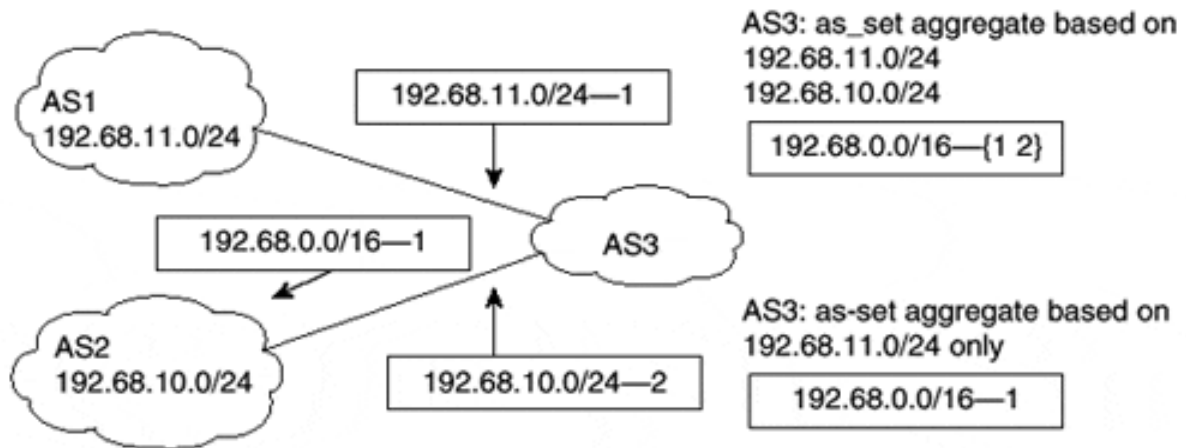 AS1
192.68.11.0/24
192.68.11.0/24—1
AS3: as_set aggregate based on
192.68.11.0/24
192.68.10.0/24
192.68.0.0/16—{1 2}
192.68.0.0/16—1
AS3
AS2
192.68.10.0/24
192.68.10.0/24—2
AS3: as-set aggregate based on
192.68.11.0/24 only
192.68.0.0/16—1